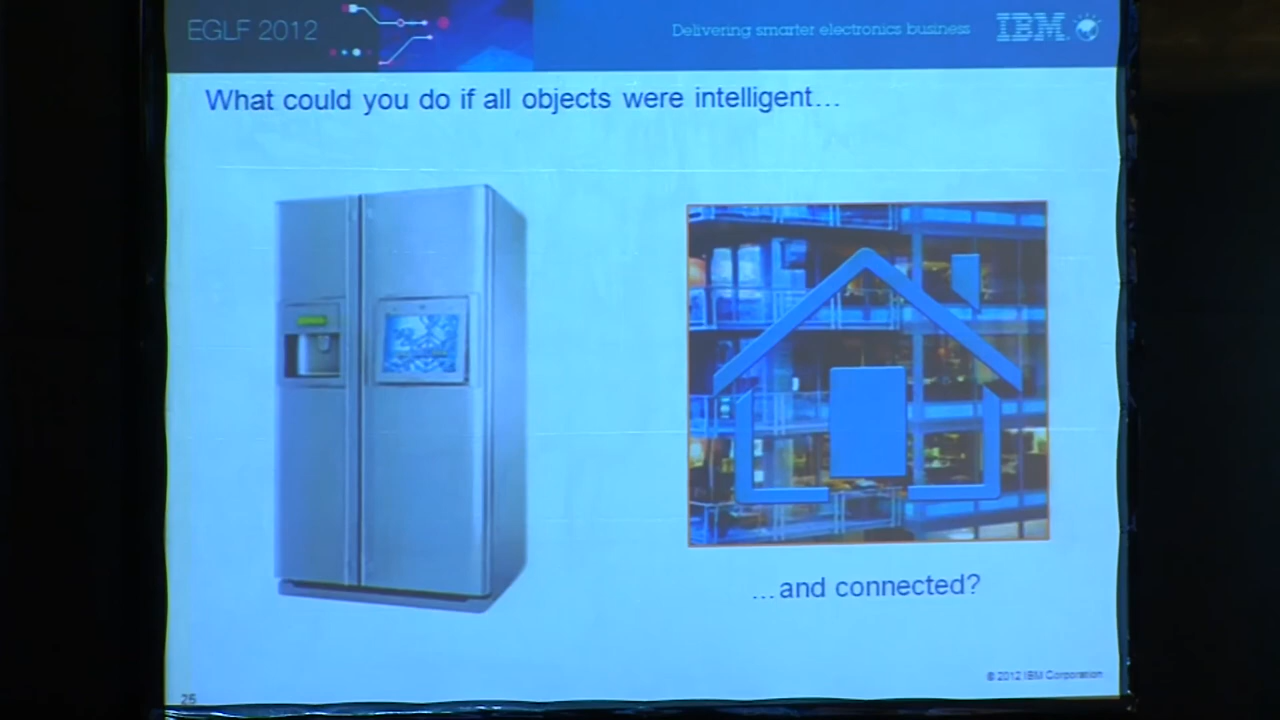 EGLF 2012
Delivering smarter electronics business
IBM
What could you do if all objects were intelligent...
...and connected?
© 2012 IBM Corporation
25